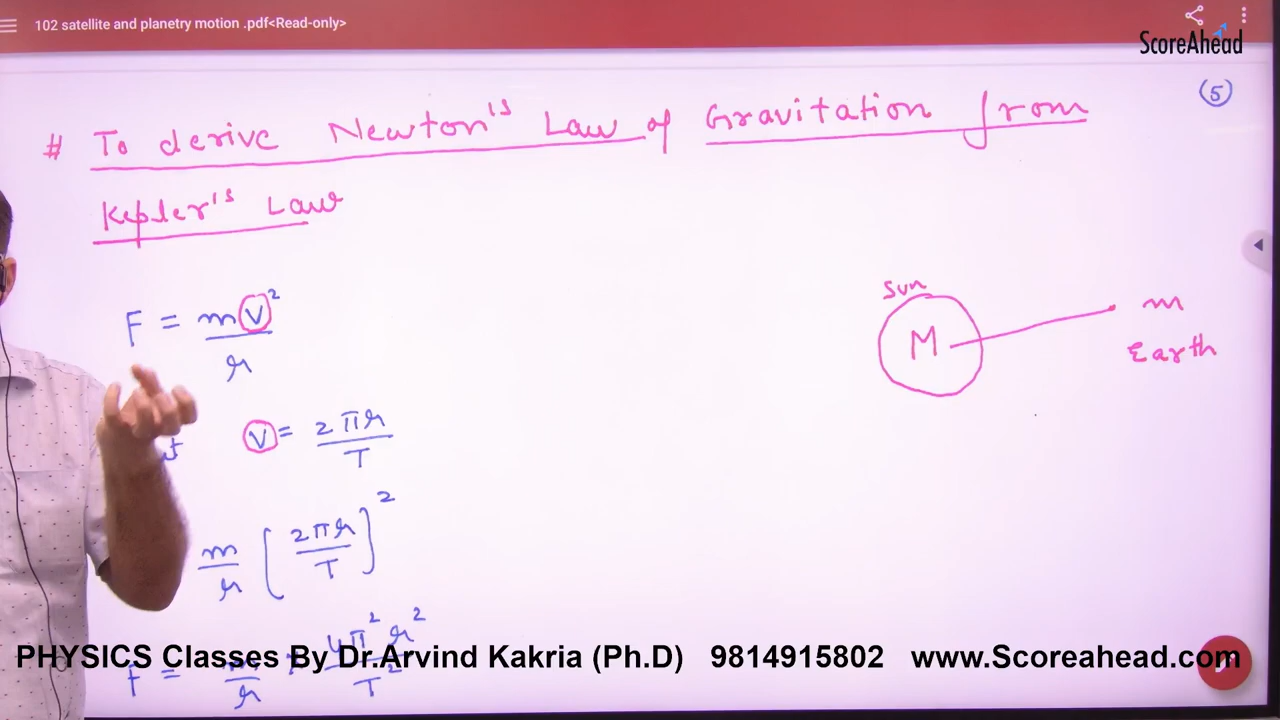 102 satellite and planetry motion .pdf<Read-only>
ScoreAhead
(5)
# To derive Newton's Law of Gravitation from
Kepler's Law
F = mv²/r
v = 2πr/T
m/r [2πr/T]²
F = m/r × 4π²r²/T²
Sun
M
m
Earth
PHYSICS Classes By Dr.Arvind Kakria (Ph.D) 9814915802 www.Scoreahead.com